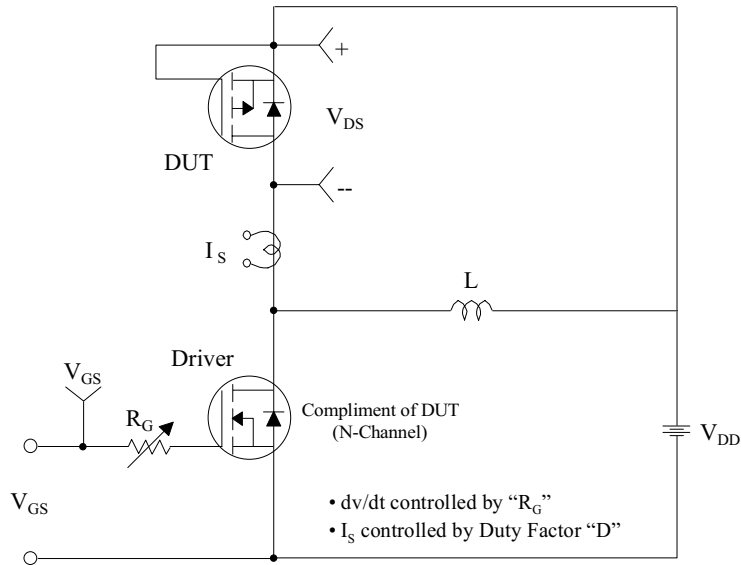 +
V_DS
DUT
--
I_S
L
Driver
V_GS
R_G
Compliment of DUT
(N-Channel)
V_DD
V_GS
• dv/dt controlled by “R_G”
• I_S controlled by Duty Factor “D”